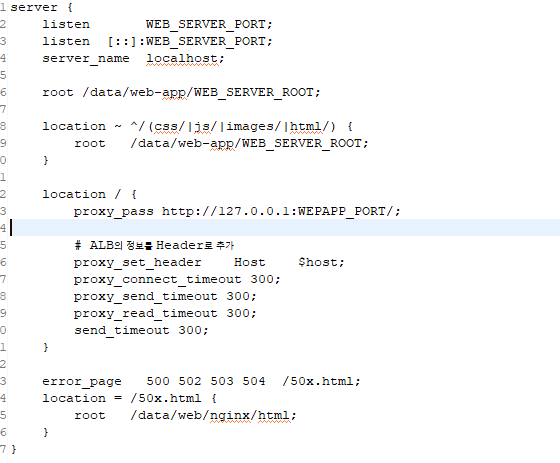 1 server {
2     listen       WEB_SERVER_PORT;
3     listen  [::]:WEB_SERVER_PORT;
4     server_name  localhost;
5
6     root /data/web-app/WEB_SERVER_ROOT;
7
8     location ~ ^/(css/|js/|images/|html/) {
9         root   /data/web-app/WEB_SERVER_ROOT;
0     }
1
2     location / {
3         proxy_pass http://127.0.0.1:WEPAPP_PORT/;
4
5         # ALB의 정보를 Header로 추가
6         proxy_set_header    Host    $host;
7         proxy_connect_timeout 300;
8         proxy_send_timeout 300;
9         proxy_read_timeout 300;
0         send_timeout 300;
1     }
2
3     error_page   500 502 503 504  /50x.html;
4     location = /50x.html {
5         root   /data/web/nginx/html;
6     }
7 }